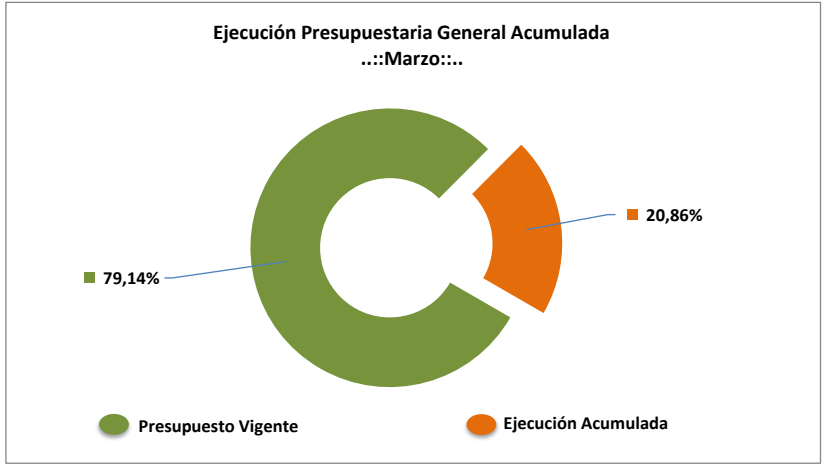 Ejecución Presupuestaria General Acumulada
..::Marzo::..
20,86%
79,14%
Presupuesto Vigente
Ejecución Acumulada